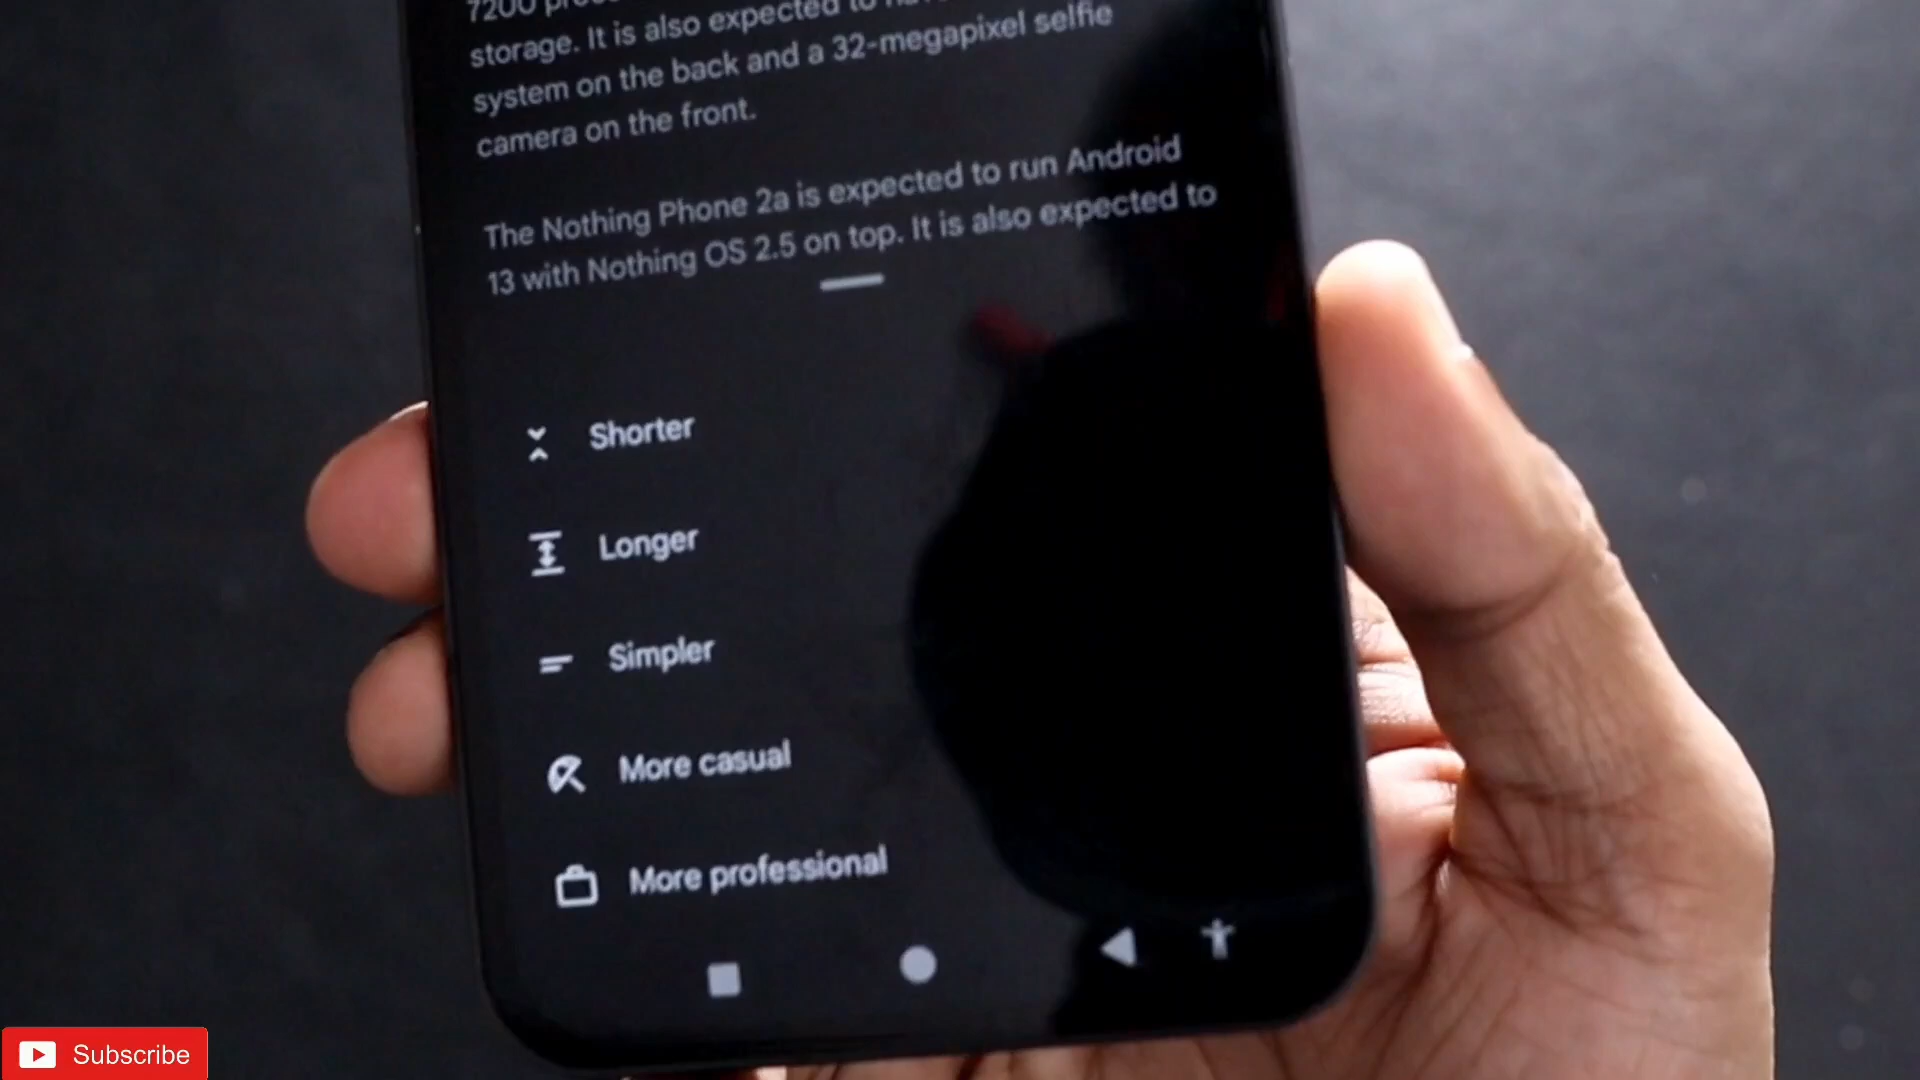 7200
storage. It is also expected to
system on the back and a 32-megapixel selfie
camera on the front.
The Nothing Phone 2a is expected to run Android
13 with Nothing OS 2.5 on top. It is also expected to
Shorter
Longer
Simpler
More casual
More professional
Subscribe